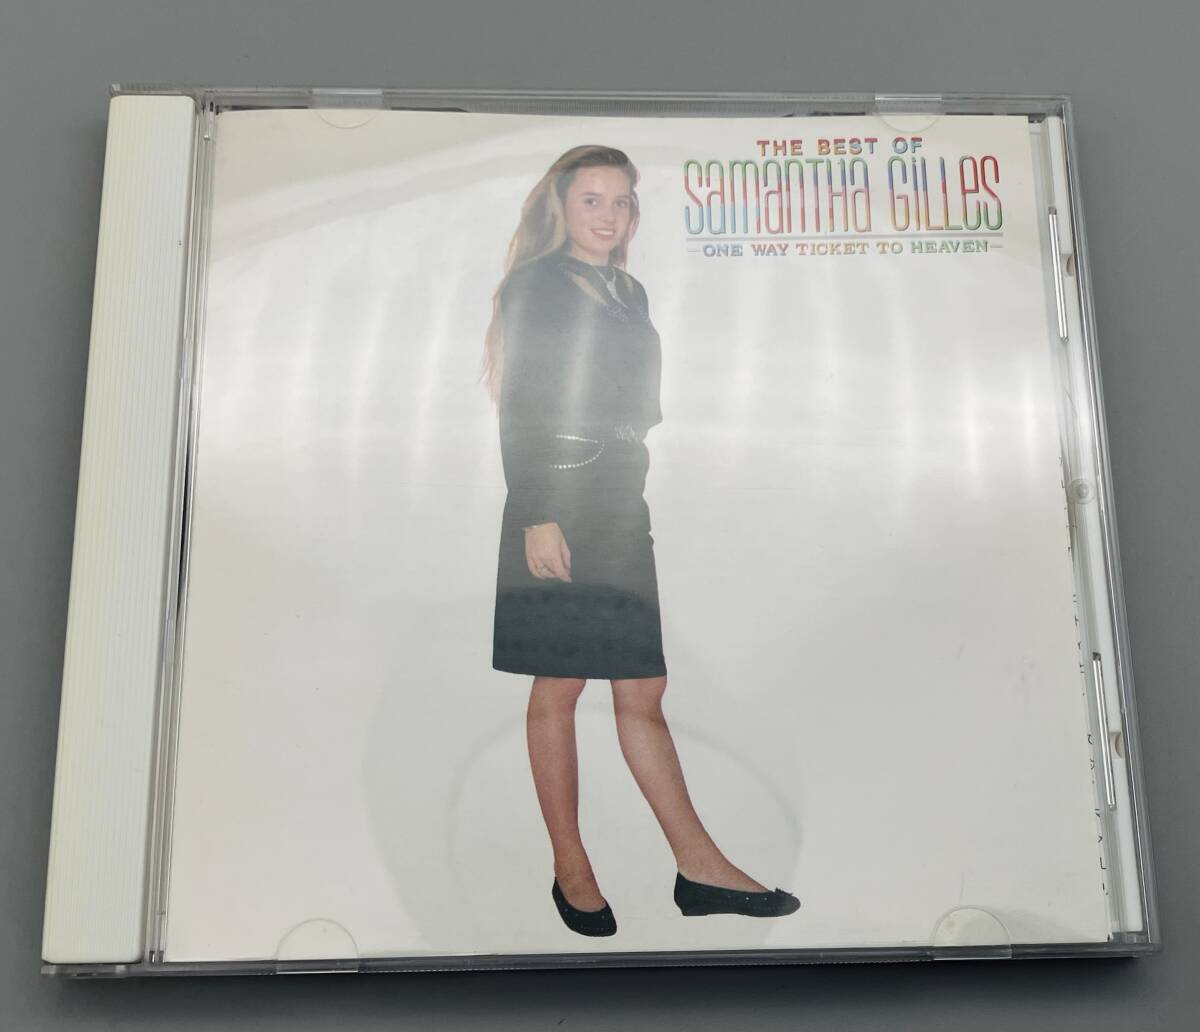 THE BEST OF
SAMANTHA GILLES
—ONE WAY TICKET TO HEAVEN—